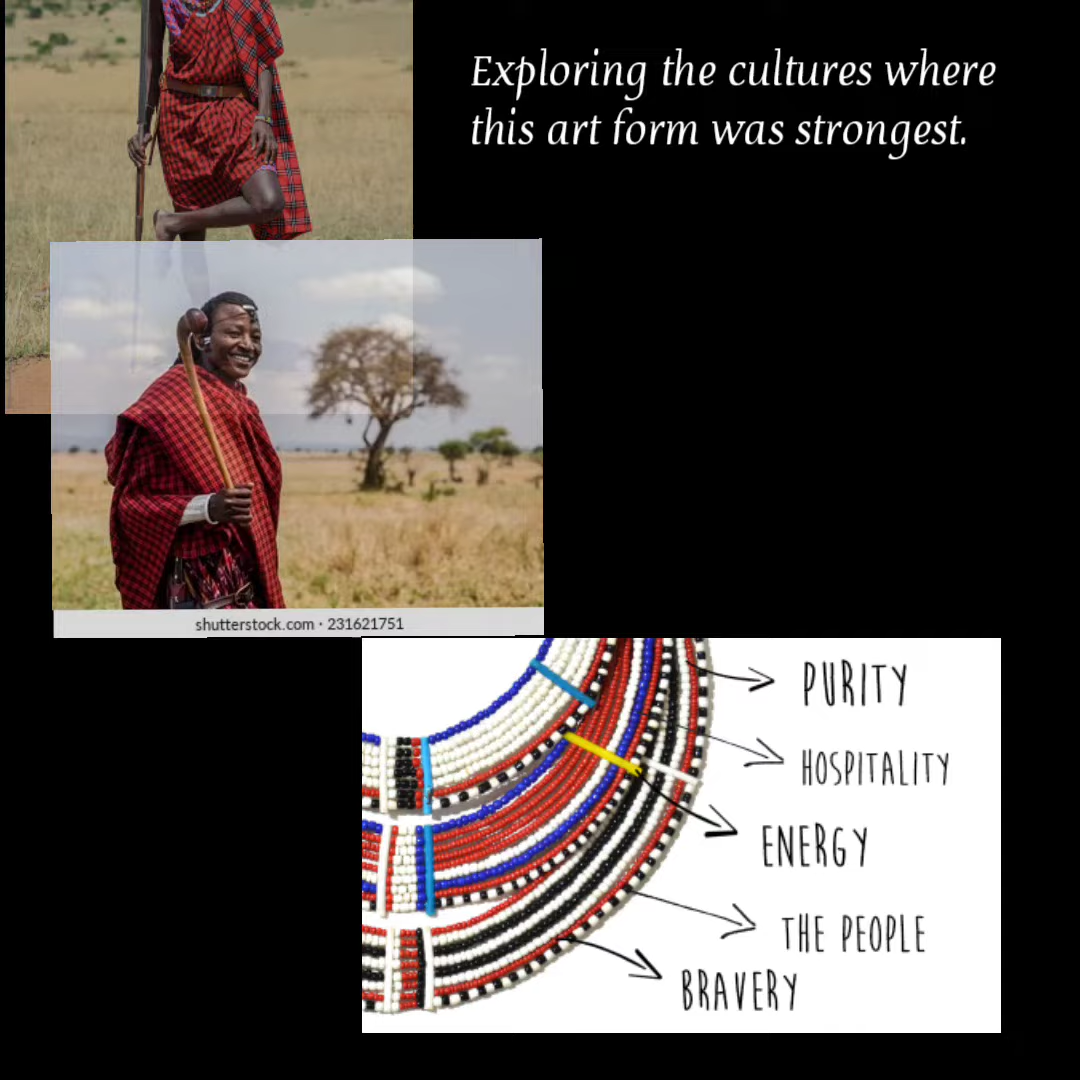 Exploring the cultures where
this art form was strongest.
shutterstock.com · 231621751
PURITY
HOSPITALITY
ENERGY
THE PEOPLE
BRAVERY